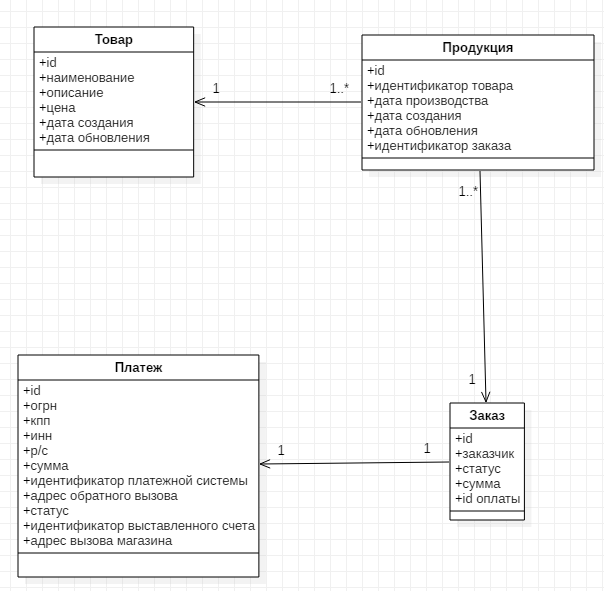 Товар
+id
+наименование
+описание
+цена
+дата создания
+дата обновления
1
1..*
Продукция
+id
+идентификатор товара
+дата производства
+дата создания
+дата обновления
+идентификатор заказа
1..*
1
Платеж
+id
+огрн
+кпп
+инн
+р/с
+сумма
+идентификатор платежной системы
+адрес обратного вызова
+статус
+идентификатор выставленного счета
+адрес вызова магазина
1
1
Заказ
+id
+заказчик
+статус
+сумма
+id оплаты